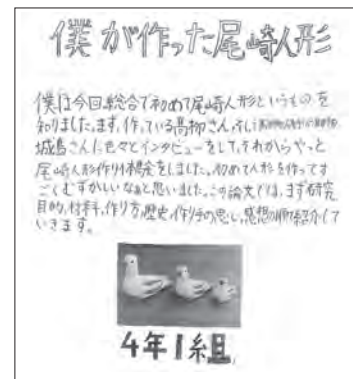 僕が作った尾崎人形
僕は今回総合で初めて尾崎人形というものを
知りました。まず、作っている高柳さん、そして
城島さんに色々とインタビューをして、それからやっと
尾崎人形作り体験をしました。初めて人形を作ってす
ごくむずかしいなぁと思いました。この論文では、まず研究
目的、材料、作り方、歴史、作り手の思い、感想の順で紹介して
いきます。
4年1組